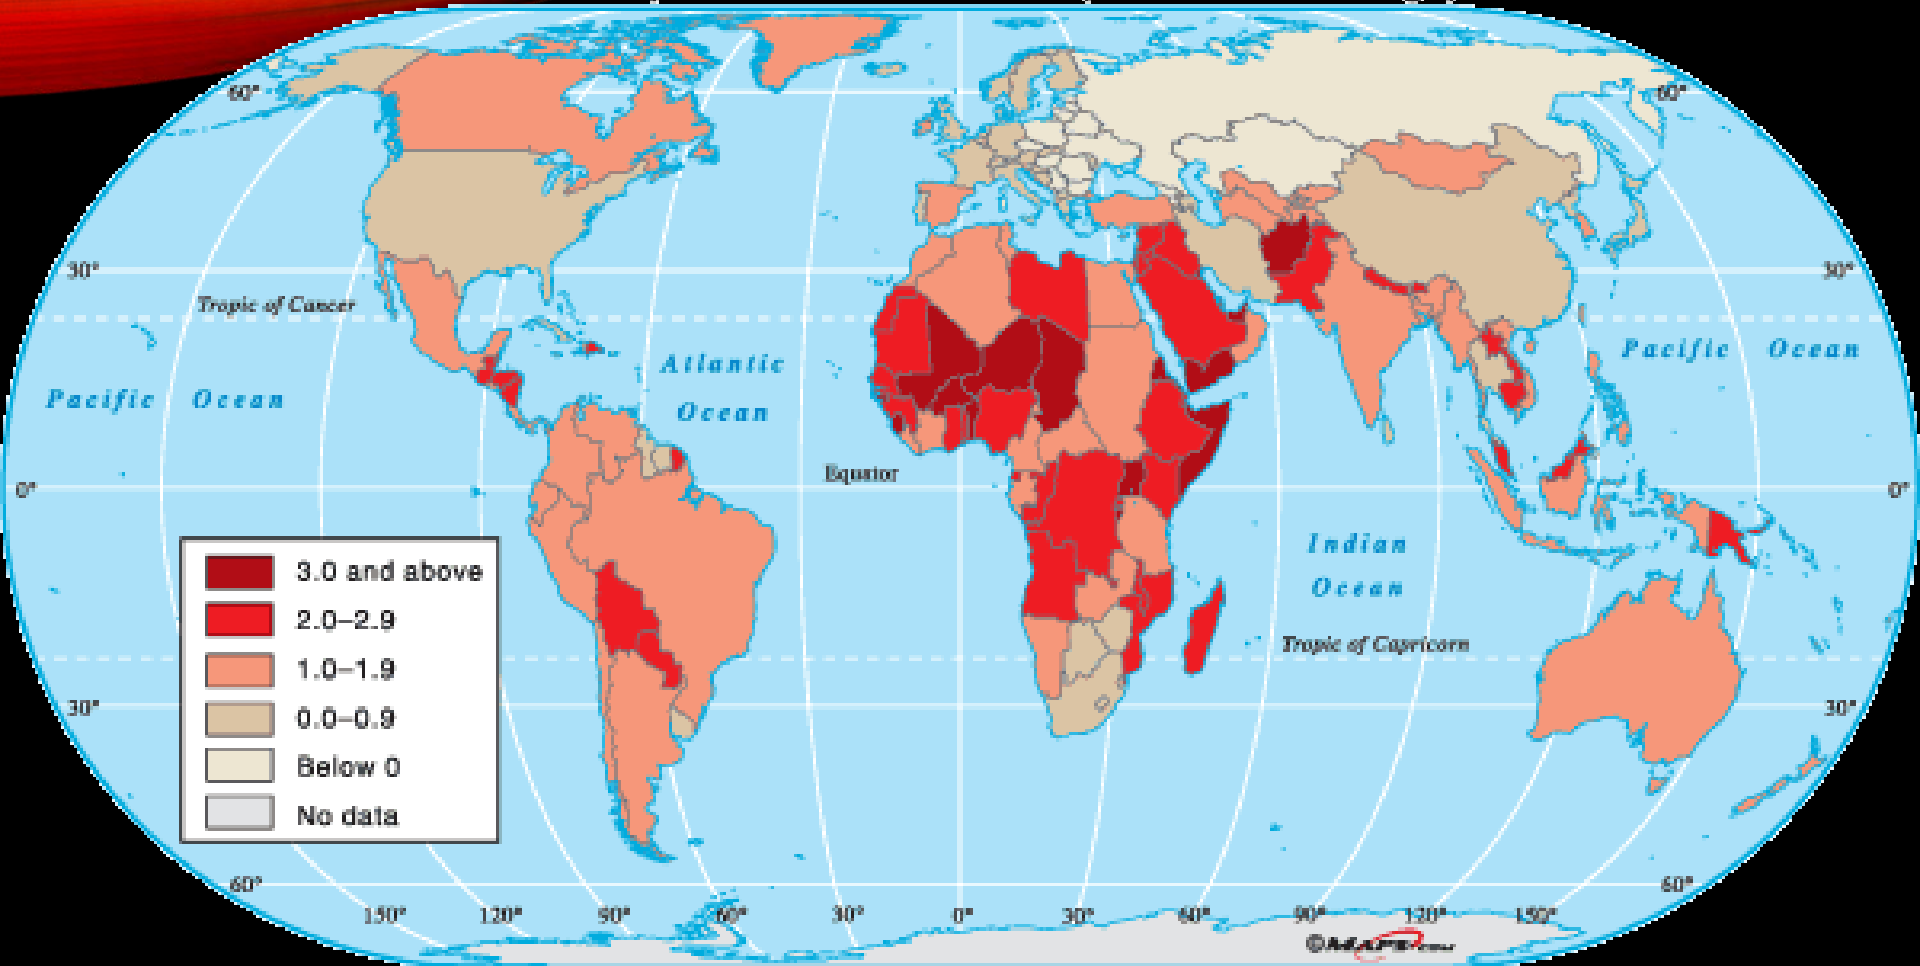 60°
60°
30°
Tropic of Cancer
30°
Pacific Ocean
Atlantic
Ocean
Pacific Ocean
Equator
0°
0°
Indian
Ocean
Tropic of Capricorn
30°
30°
3.0 and above
2.0–2.9
1.0–1.9
0.0–0.9
Below 0
No data
60°
60°
150° 120° 90° 60° 30° 0° 30° 60° 90° 120° 150°
©MAPS.com